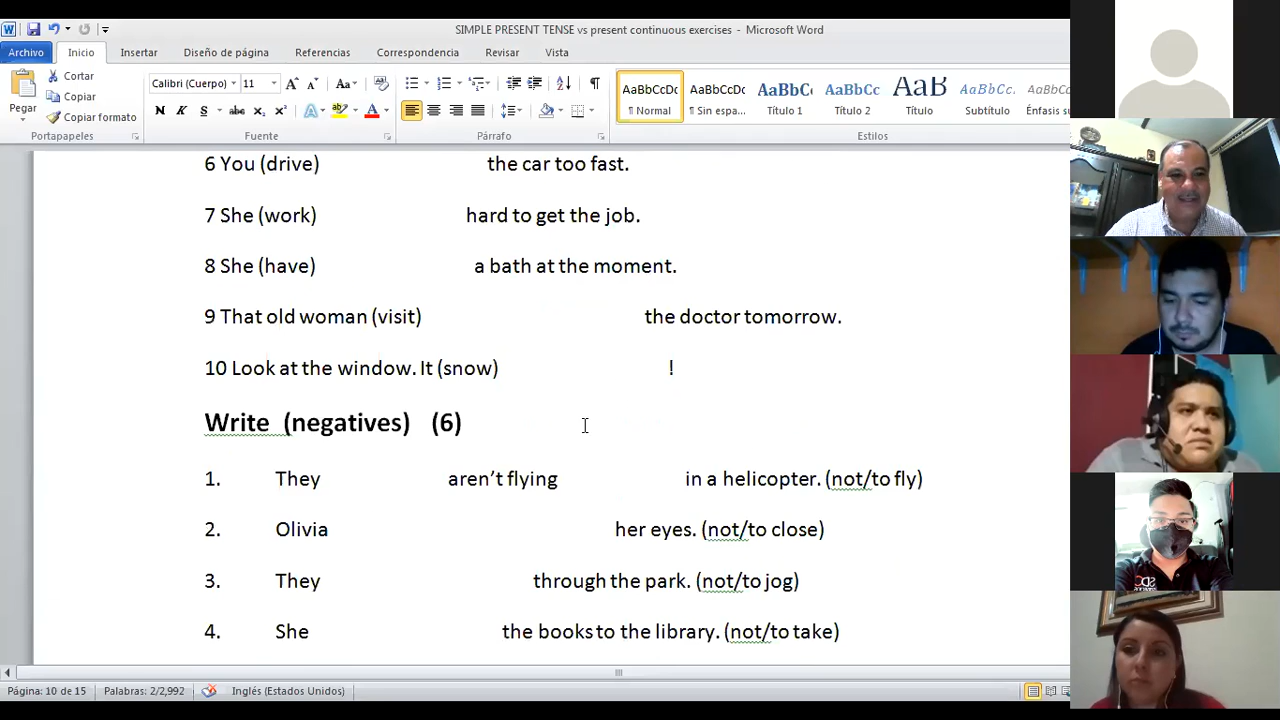 SIMPLE PRESENT TENSE vs present continuous exercises - Microsoft Word
Archivo Inicio Insertar Diseño de página Referencias Correspondencia Revisar Vista
Pegar
Cortar
Copiar
Copiar formato
Portapapeles
Calibri (Cuerpo) 11
N K S abc
Fuente
Párrafo
AaBbCcDc AaBbCcDc AaBbCc AaBbCc AaB AaBbCc. AaBbCcDc
¶ Normal ¶ Sin espa... Título 1 Título 2 Título Subtítulo Énfasis su
Estilos
6 You (drive) the car too fast.
7 She (work) hard to get the job.
8 She (have) a bath at the moment.
9 That old woman (visit) the doctor tomorrow.
10 Look at the window. It (snow) !
Write (negatives) (6)
1. They aren't flying in a helicopter. (not/to fly)
2. Olivia her eyes. (not/to close)
3. They through the park. (not/to jog)
4. She the books to the library. (not/to take)
Página: 10 de 15 Palabras: 2/2,992 Inglés (Estados Unidos)
SDC